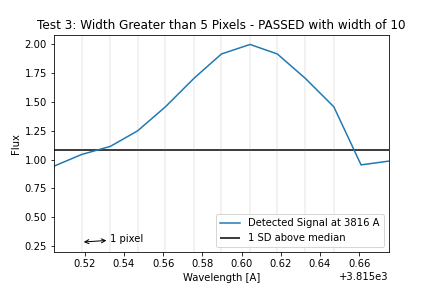 Test 3: Width Greater than 5 Pixels - PASSED with width of 10
Flux
2.00
1.75
1.50
1.25
1.00
0.75
0.50
0.25
1 pixel
Detected Signal at 3816 A
1 SD above median
0.52 0.54 0.56 0.58 0.60 0.62 0.64 0.66
Wavelength [A]
+3.815e3